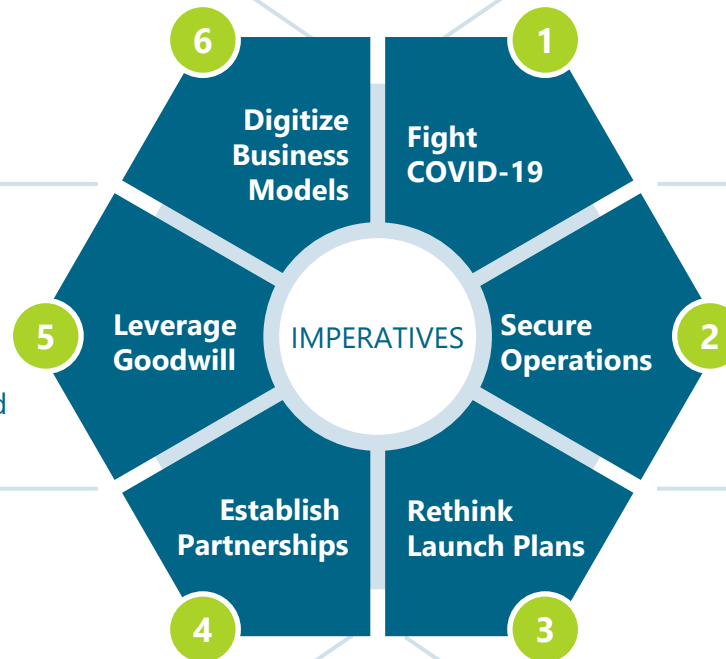 6
1
Digitize
Business
Models
Fight
COVID-19
5
Leverage
Goodwill
IMPERATIVES
Secure
Operations
2
Establish
Partnerships
Rethink
Launch Plans
4
3